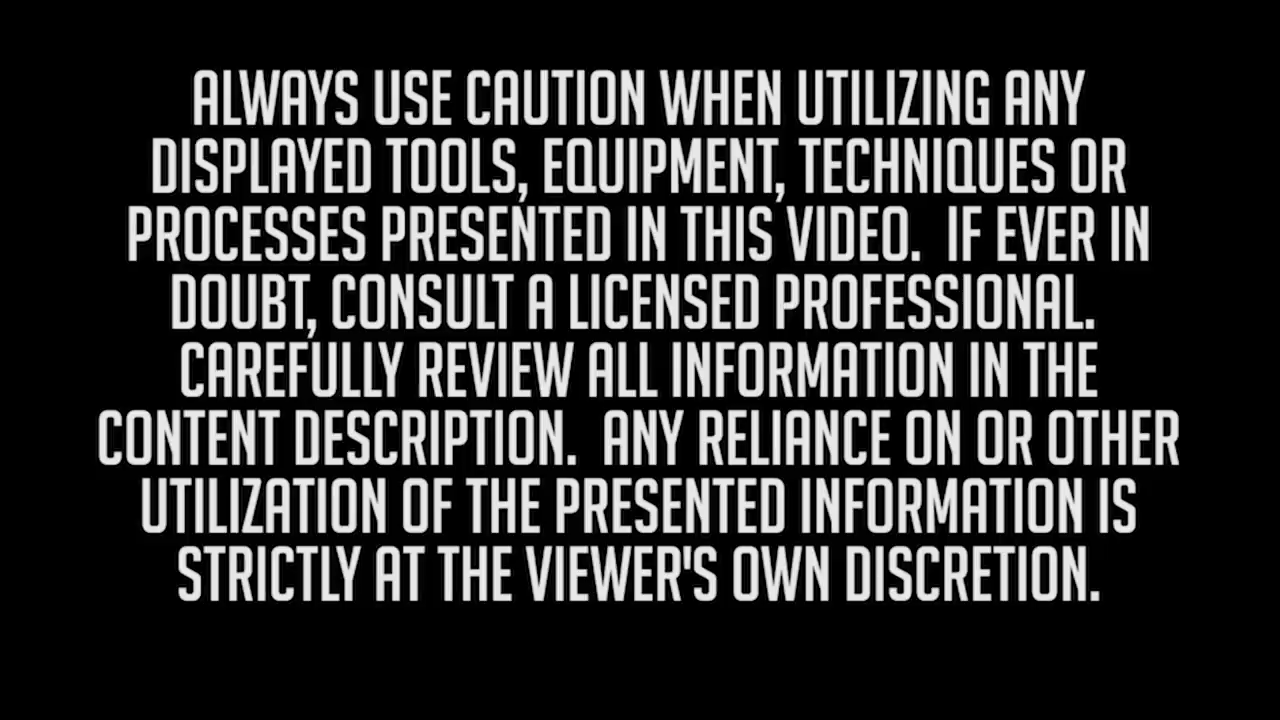 ALWAYS USE CAUTION WHEN UTILIZING ANY
DISPLAYED TOOLS, EQUIPMENT, TECHNIQUES OR
PROCESSES PRESENTED IN THIS VIDEO.  IF EVER IN
DOUBT, CONSULT A LICENSED PROFESSIONAL.
CAREFULLY REVIEW ALL INFORMATION IN THE
CONTENT DESCRIPTION.  ANY RELIANCE ON OR OTHER
UTILIZATION OF THE PRESENTED INFORMATION IS
STRICTLY AT THE VIEWER'S OWN DISCRETION.